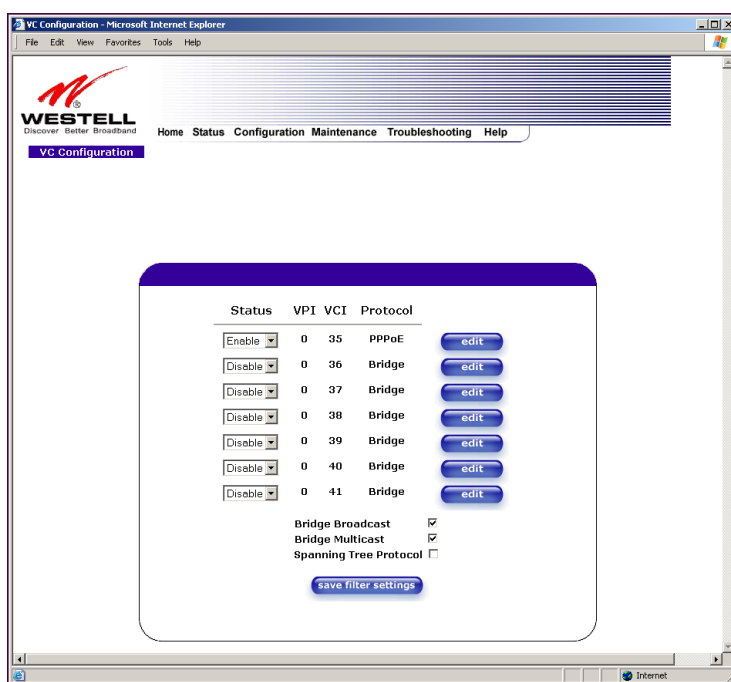 VC Configuration - Microsoft Internet Explorer
File Edit View Favorites Tools Help
®
WESTELL
Discover Better Broadband
Home Status Configuration Maintenance Troubleshooting Help
VC Configuration
Status VPI VCI Protocol
Enable 0 35 PPPoE edit
Disable 0 36 Bridge edit
Disable 0 37 Bridge edit
Disable 0 38 Bridge edit
Disable 0 39 Bridge edit
Disable 0 40 Bridge edit
Disable 0 41 Bridge edit
Bridge Broadcast
Bridge Multicast
Spanning Tree Protocol
save filter settings
Internet